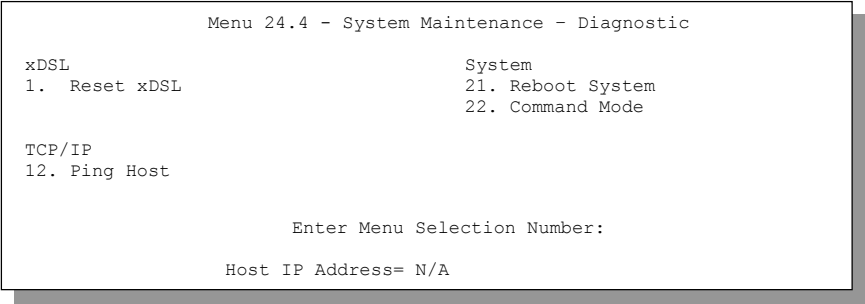 Menu 24.4 - System Maintenance – Diagnostic
xDSL System
1. Reset xDSL 21. Reboot System
22. Command Mode
TCP/IP
12. Ping Host
Enter Menu Selection Number:
Host IP Address= N/A